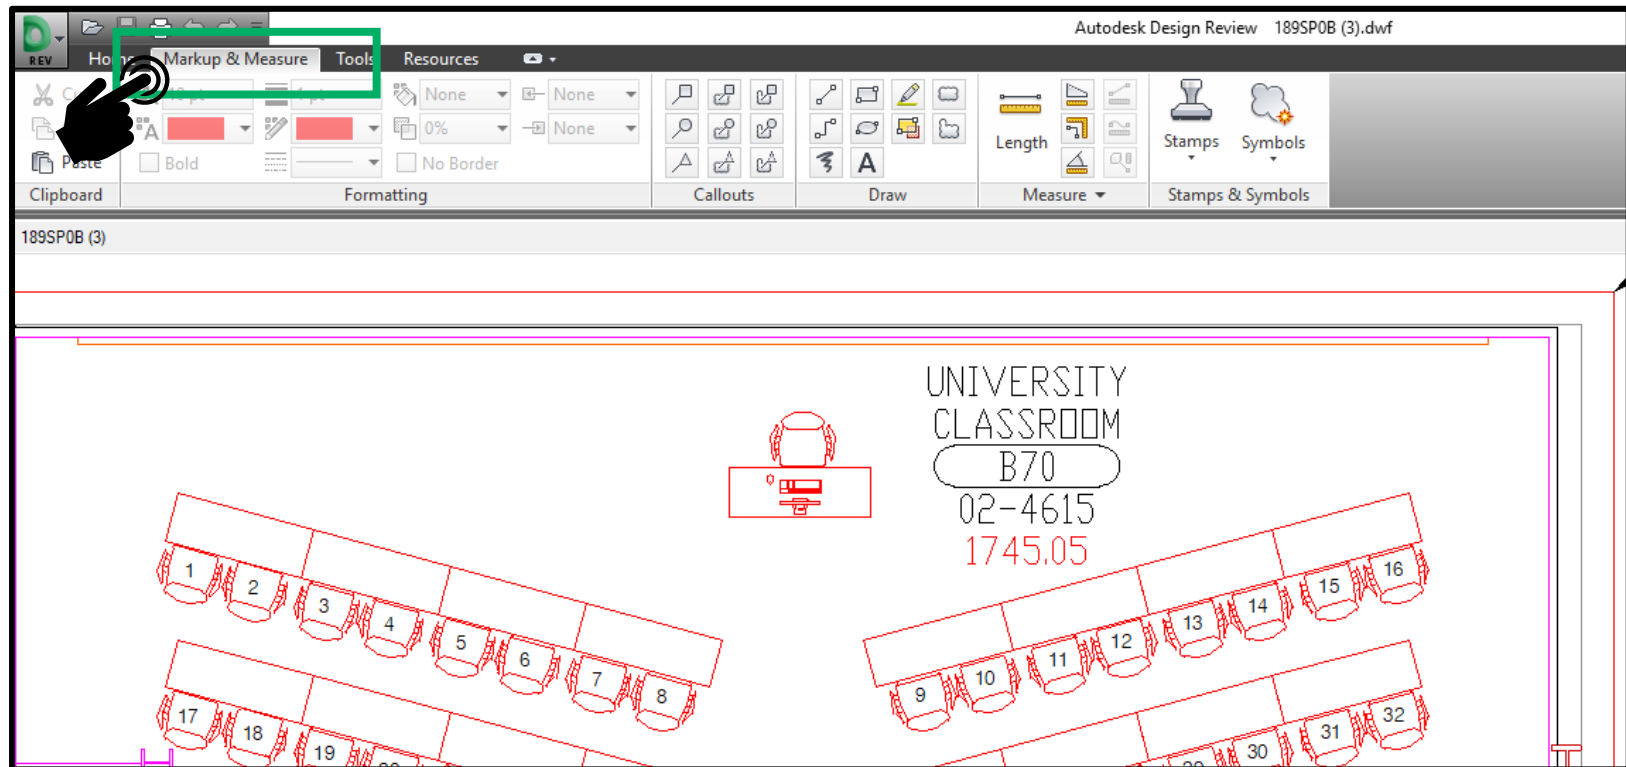 Autodesk Design Review 189SP0B (3).dwf
REV
Markup & Measure Tools Resources
None None
0% None
Paste Bold No Border
Length Stamps Symbols
Clipboard Formatting Callouts Draw Measure Stamps & Symbols
189SP0B (3)
UNIVERSITY
CLASSROOM
B70
02-4615
1745.05
1 2 3 4 5 6 7 8
9 10 11 12 13 14 15 16
17 18 19
30 31 32